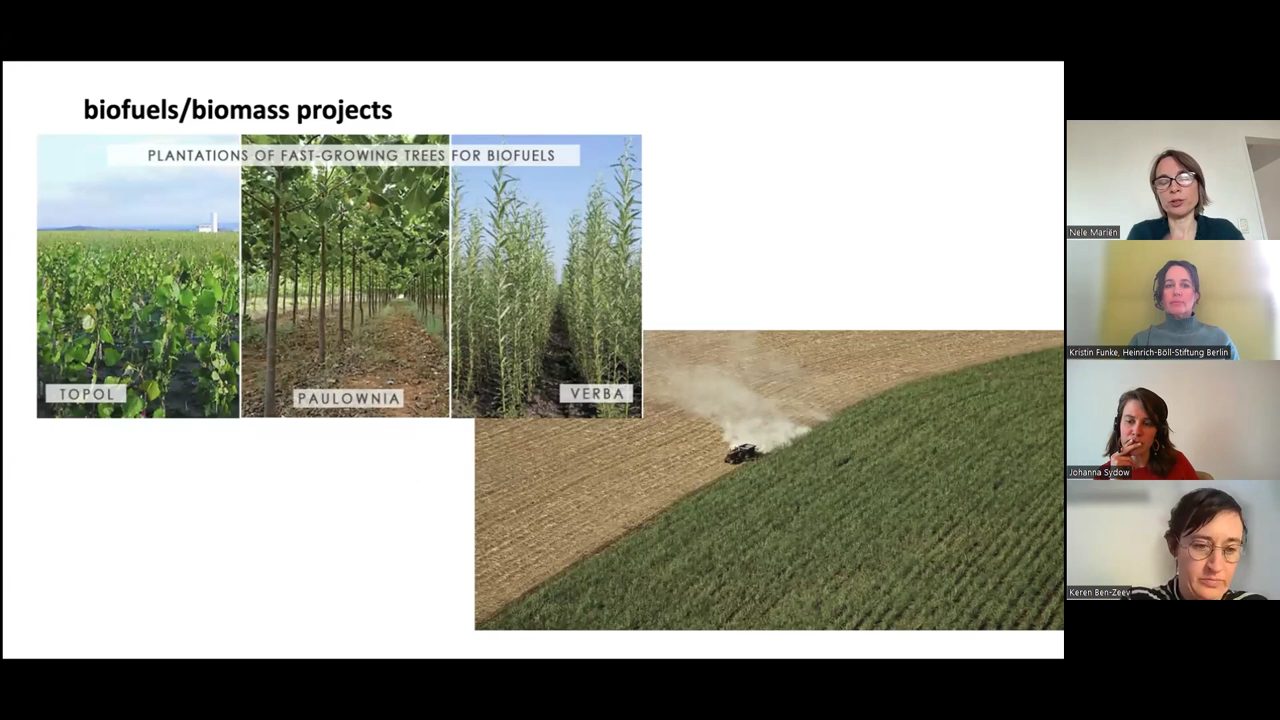 biofuels/biomass projects
PLANTATIONS OF FAST-GROWING TREES FOR BIOFUELS
TOPOL
PAULOWNIA
VERBA
Nele Mariën
Kristin Funke, Heinrich-Böll-Stiftung Berlin
Johanna Sydow
Keren Ben-Zeev